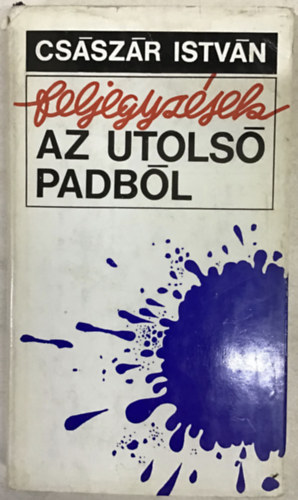 CSÁSZÁR ISTVÁN
feljegyzések
AZ UTOLSÓ
PADBÓL